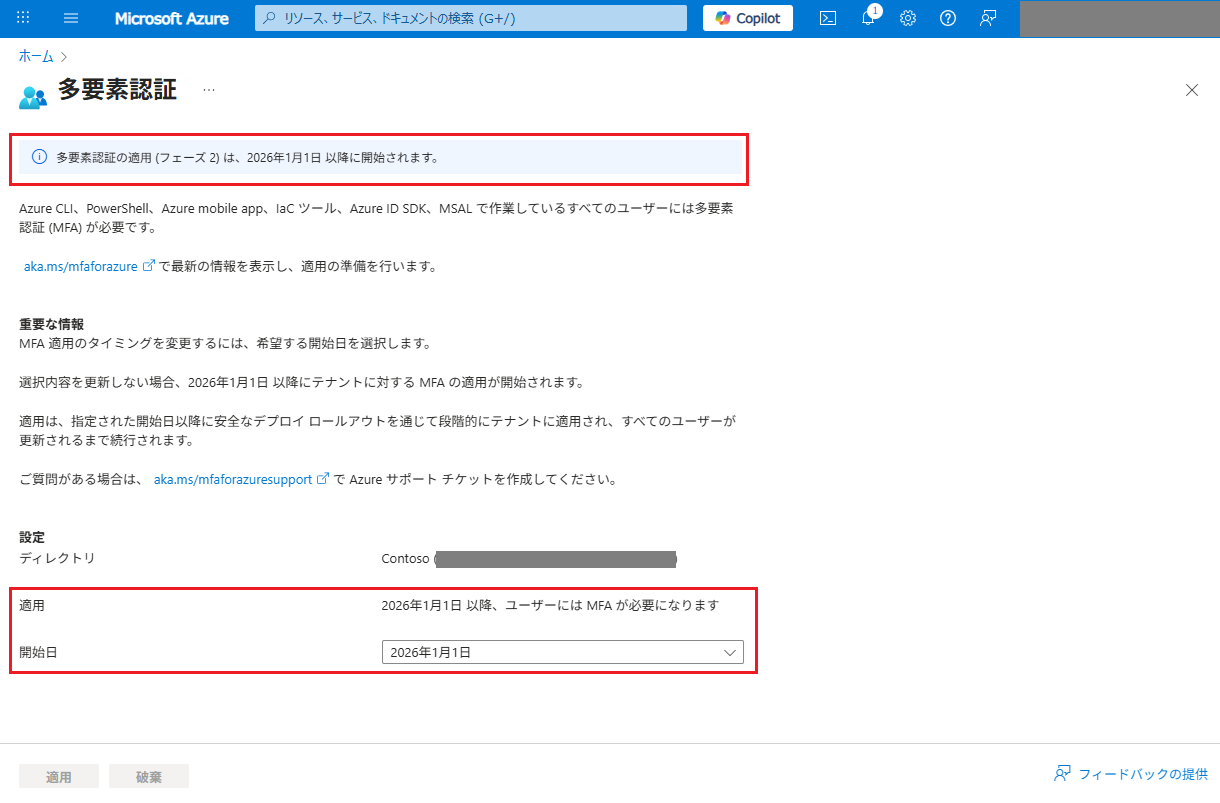 Microsoft Azure
リソース、サービス、ドキュメントの検索 (G+/)
Copilot
1
ホーム
多要素認証
多要素認証の適用 (フェーズ 2) は、2026年1月1日 以降に開始されます。
Azure CLI、PowerShell、Azure mobile app、IaC ツール、Azure ID SDK、MSAL で作業しているすべてのユーザーには多要素
認証 (MFA) が必要です。
aka.ms/mfaforazure で最新の情報を表示し、適用の準備を行います。
重要な情報
MFA 適用のタイミングを変更するには、希望する開始日を選択します。
選択内容を更新しない場合、2026年1月1日 以降にテナントに対する MFA の適用が開始されます。
適用は、指定された開始日以降に安全なデプロイ ロールアウトを通じて段階的にテナントに適用され、すべてのユーザーが
更新されるまで続行されます。
ご質問がある場合は、 aka.ms/mfaforazuresupport で Azure サポート チケットを作成してください。
設定
ディレクトリ Contoso (
適用 2026年1月1日 以降、ユーザーには MFA が必要になります
開始日 2026年1月1日
適用 破棄 フィードバックの提供